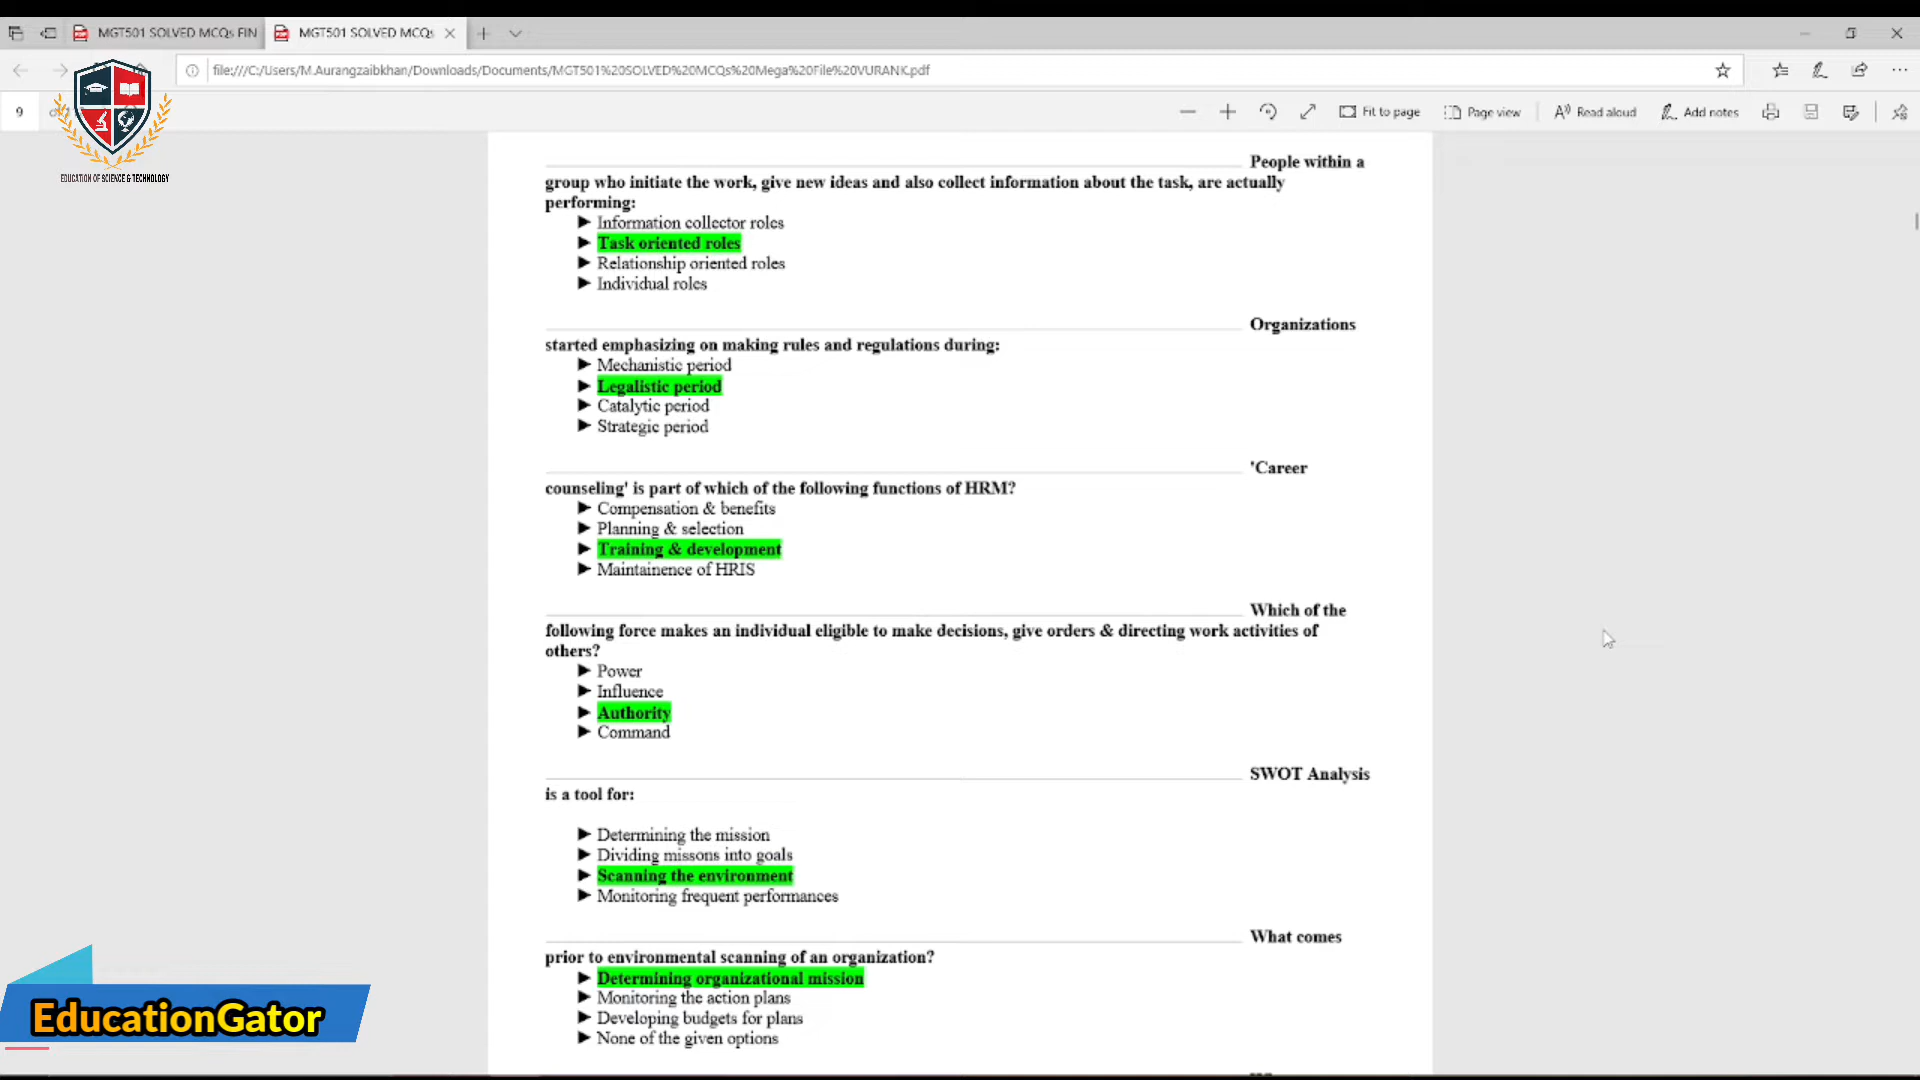 MGT501 SOLVED MCQs FIN
MGT501 SOLVED MCQs
file:///C:/Users/M.Aurangzaibkhan/Downloads/Documents/MGT501%20SOLVED%20MCQs%20Mega%20File%20VURANK.pdf
9
Fit to page
Page view
Read aloud
Add notes
EDUCATION OF SCIENCE & TECHNOLOGY
People within a
group who initiate the work, give new ideas and also collect information about the task, are actually
performing:
► Information collector roles
► Task oriented roles
► Relationship oriented roles
► Individual roles
Organizations
started emphasizing on making rules and regulations during:
► Mechanistic period
► Legalistic period
► Catalytic period
► Strategic period
'Career
counseling' is part of which of the following functions of HRM?
► Compensation & benefits
► Planning & selection
► Training & development
► Maintainence of HRIS
Which of the
following force makes an individual eligible to make decisions, give orders & directing work activities of
others?
► Power
► Influence
► Authority
► Command
SWOT Analysis
is a tool for:
► Determining the mission
► Dividing missons into goals
► Scanning the environment
► Monitoring frequent performances
What comes
prior to environmental scanning of an organization?
► Determining organizational mission
► Monitoring the action plans
► Developing budgets for plans
► None of the given options
EducationGator